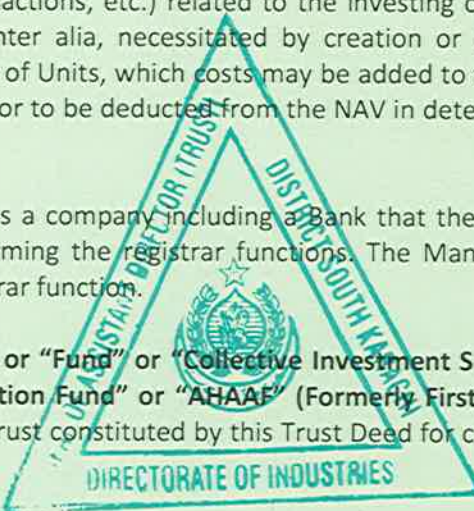 actions, etc.) related to the investing
nter alia, necessitated by creation or
of Units, which costs may be added to
or to be deducted from the NAV in dete
s a company including a Bank that the
ming the registrar functions. The Man
rar function.
or "Fund" or "Collective Investment S
tion Fund" or "AHAAF" (Formerly First
rust constituted by this Trust Deed for c
ASSISTANT DIRECTOR (TRUST)
DISTRICT SOUTH KARACHI
DIRECTORATE OF INDUSTRIES